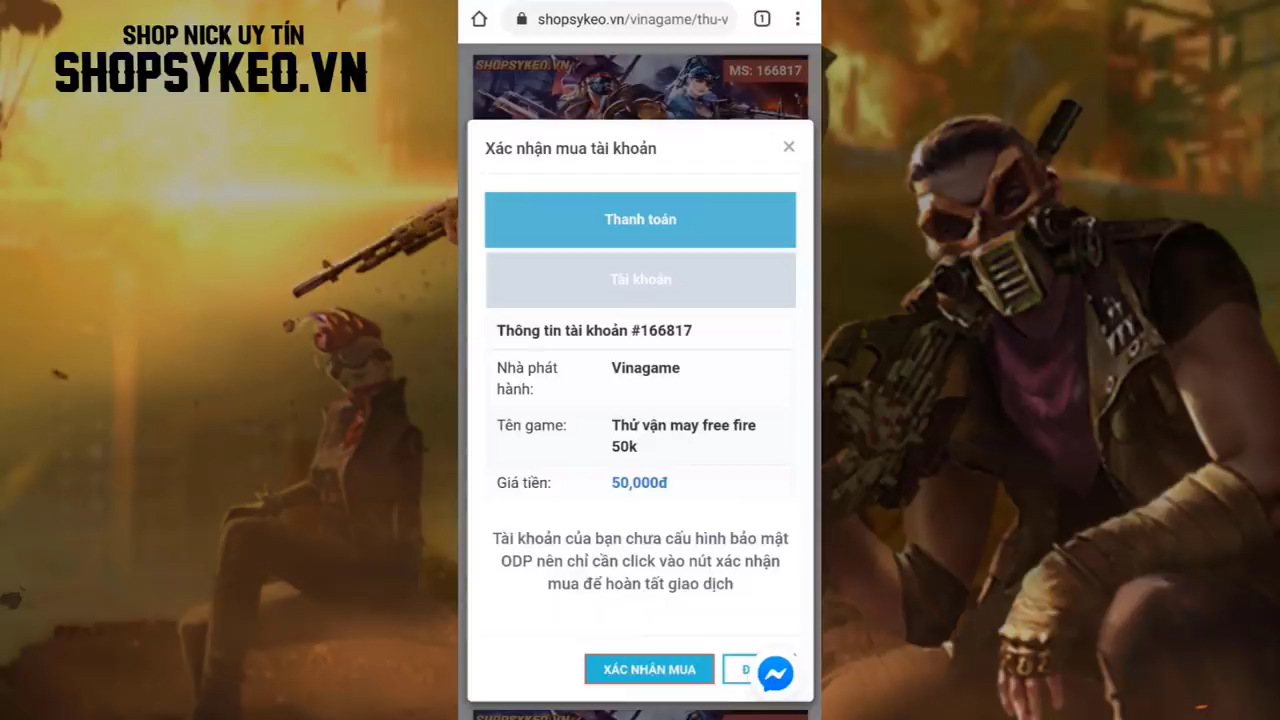 SHOP NICK UY TÍN
SHOPSYKEO.VN
shopsykeo.vn/vinagame/thu-v
1
SHOPSYKEO.VN
MS: 166817
Xác nhận mua tài khoản
×
Thanh toán
Tài khoản
Thông tin tài khoản #166817
Nhà phát hành:
Vinagame
Tên game:
Thử vận may free fire
50k
Giá tiền:
50,000đ
Tài khoản của bạn chưa cấu hình bảo mật
ODP nên chỉ cần click vào nút xác nhận
mua để hoàn tất giao dịch
XÁC NHẬN MUA
Đ
SHOPSYKEO.VN